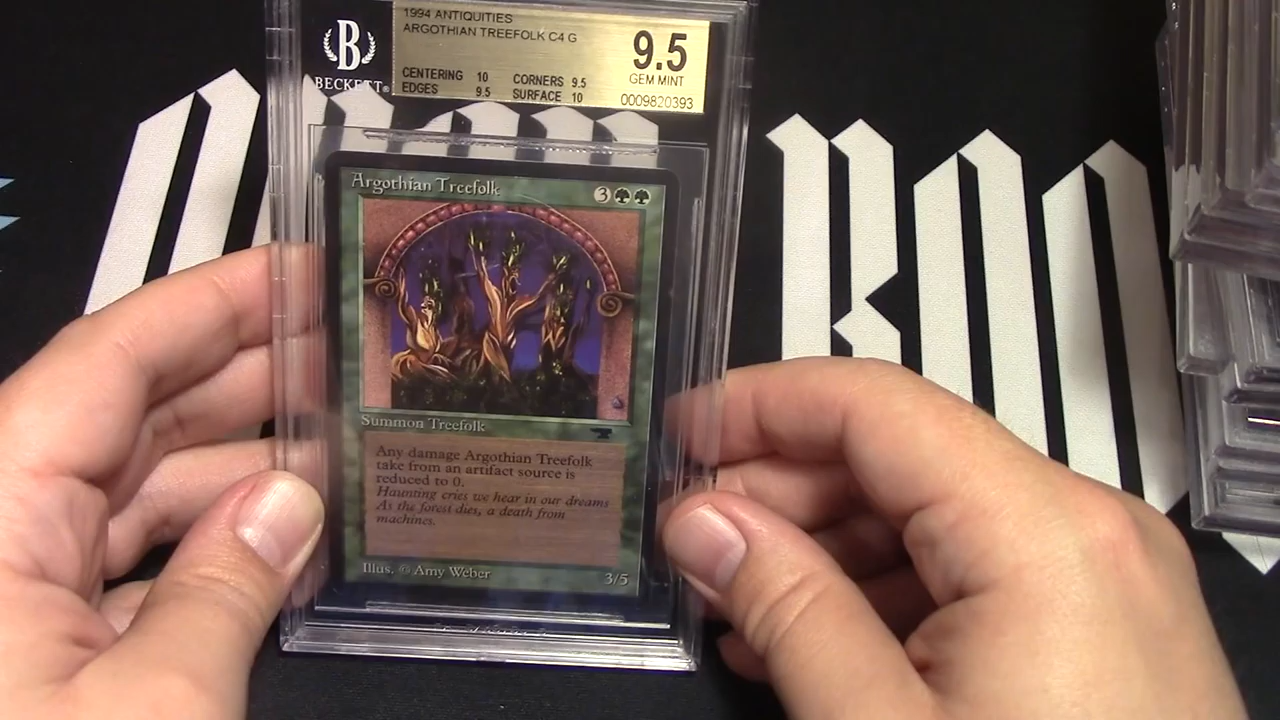 1994 ANTIQUITIES
ARGOTHIAN TREEFOLK C4 G
9.5
GEM MINT
CENTERING 10 CORNERS 9.5
EDGES 9.5 SURFACE 10
0009820393
B
BECKETT®
Argothian Treefolk 3
Summon Treefolk
Any damage Argothian Treefolk
take from an artifact source is
reduced to 0.
Haunting cries we hear in our dreams
As the forest dies, a death from
machines.
Illus. © Amy Weber
3/5